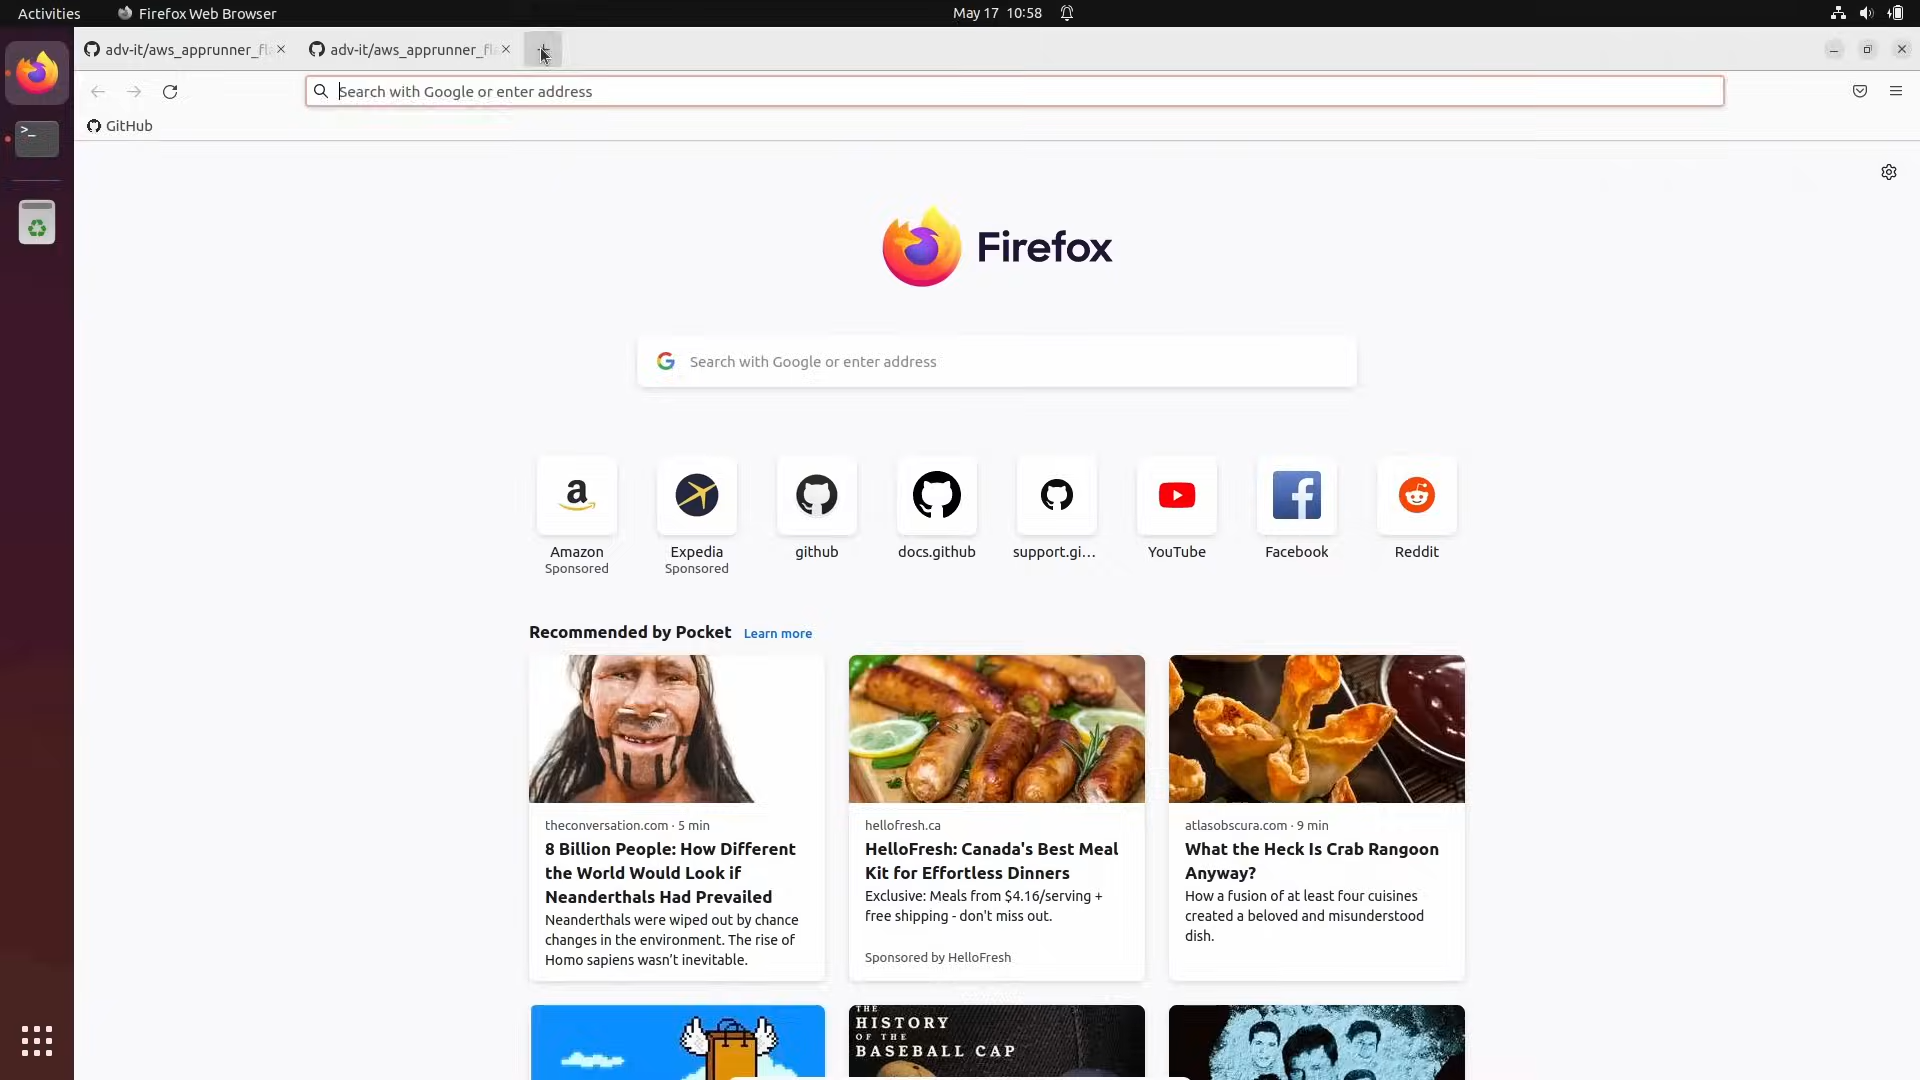 Activities
Firefox Web Browser
May 17 10:58
adv-it/aws_apprunner_fl
adv-it/aws_apprunner_fl
Search with Google or enter address
GitHub
Firefox
Search with Google or enter address
Amazon
Sponsored
Expedia
Sponsored
github
docs.github
support.gi...
YouTube
Facebook
Reddit
Recommended by Pocket Learn more
theconversation.com · 5 min
8 Billion People: How Different
the World Would Look if
Neanderthals Had Prevailed
Neanderthals were wiped out by chance
changes in the environment. The rise of
Homo sapiens wasn't inevitable.
hellofresh.ca
HelloFresh: Canada's Best Meal
Kit for Effortless Dinners
Exclusive: Meals from $4.16/serving +
free shipping - don't miss out.
Sponsored by HelloFresh
atlasobscura.com · 9 min
What the Heck Is Crab Rangoon
Anyway?
How a fusion of at least four cuisines
created a beloved and misunderstood
dish.
THE
HISTORY
OF THE
BASEBALL CAP